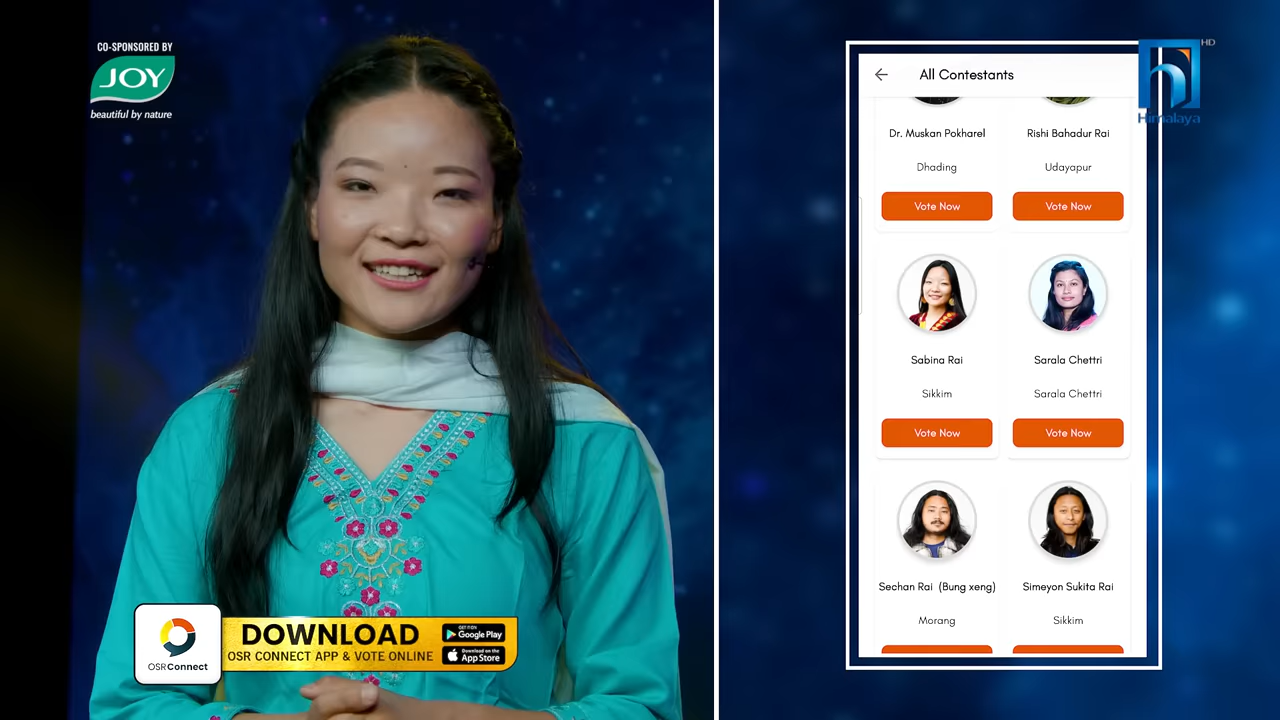 CO-SPONSORED BY
JOY
beautiful by nature
HD
Himalaya
All Contestants
Dr. Muskan Pokharel
Rishi Bahadur Rai
Dhading
Udayapur
Vote Now
Vote Now
Sabina Rai
Sarala Chettri
Sikkim
Sarala Chettri
Vote Now
Vote Now
Sechan Rai (Bung xeng)
Simeyon Sukita Rai
Morang
Sikkim
OSRConnect
DOWNLOAD
OSR CONNECT APP & VOTE ONLINE
GET IT ON
Google Play
Download on the
App Store